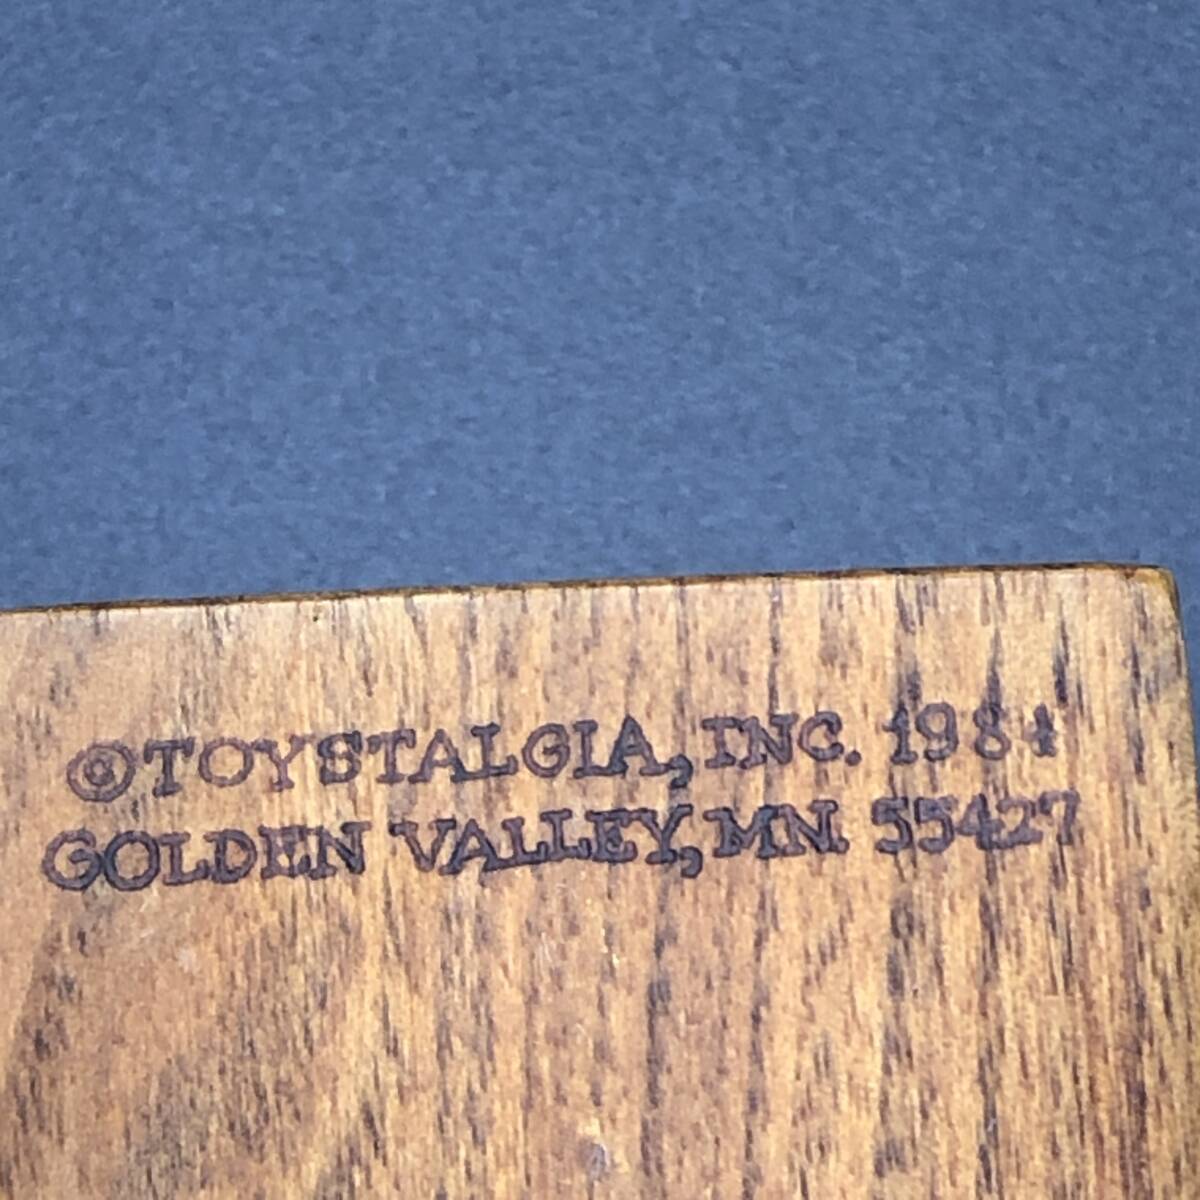 ©TOYSTALGIA, INC. 1984
GOLDEN VALLEY, MN. 55427